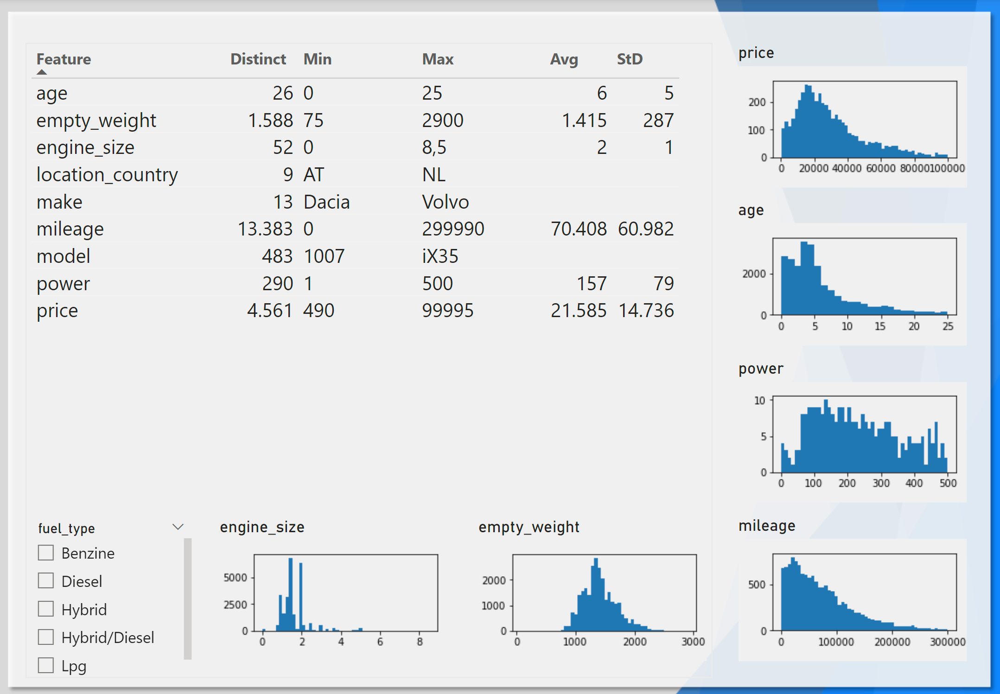 Feature Distinct Min Max Avg StD
age 26 0 25 6 5
empty_weight 1.588 75 2900 1.415 287
engine_size 52 0 8,5 2 1
location_country 9 AT NL
make 13 Dacia Volvo
mileage 13.383 0 299990 70.408 60.982
model 483 1007 iX35
power 290 1 500 157 79
price 4.561 490 99995 21.585 14.736
fuel_type
Benzine
Diesel
Hybrid
Hybrid/Diesel
Lpg
engine_size
5000
2500
0
0 2 4 6 8
empty_weight
2000
1000
0
0 1000 2000 3000
price
200
100
0
0 20000 40000 60000 80000 100000
age
2000
0
0 5 10 15 20 25
power
10
5
0
0 100 200 300 400 500
mileage
500
0
0 100000 200000 300000